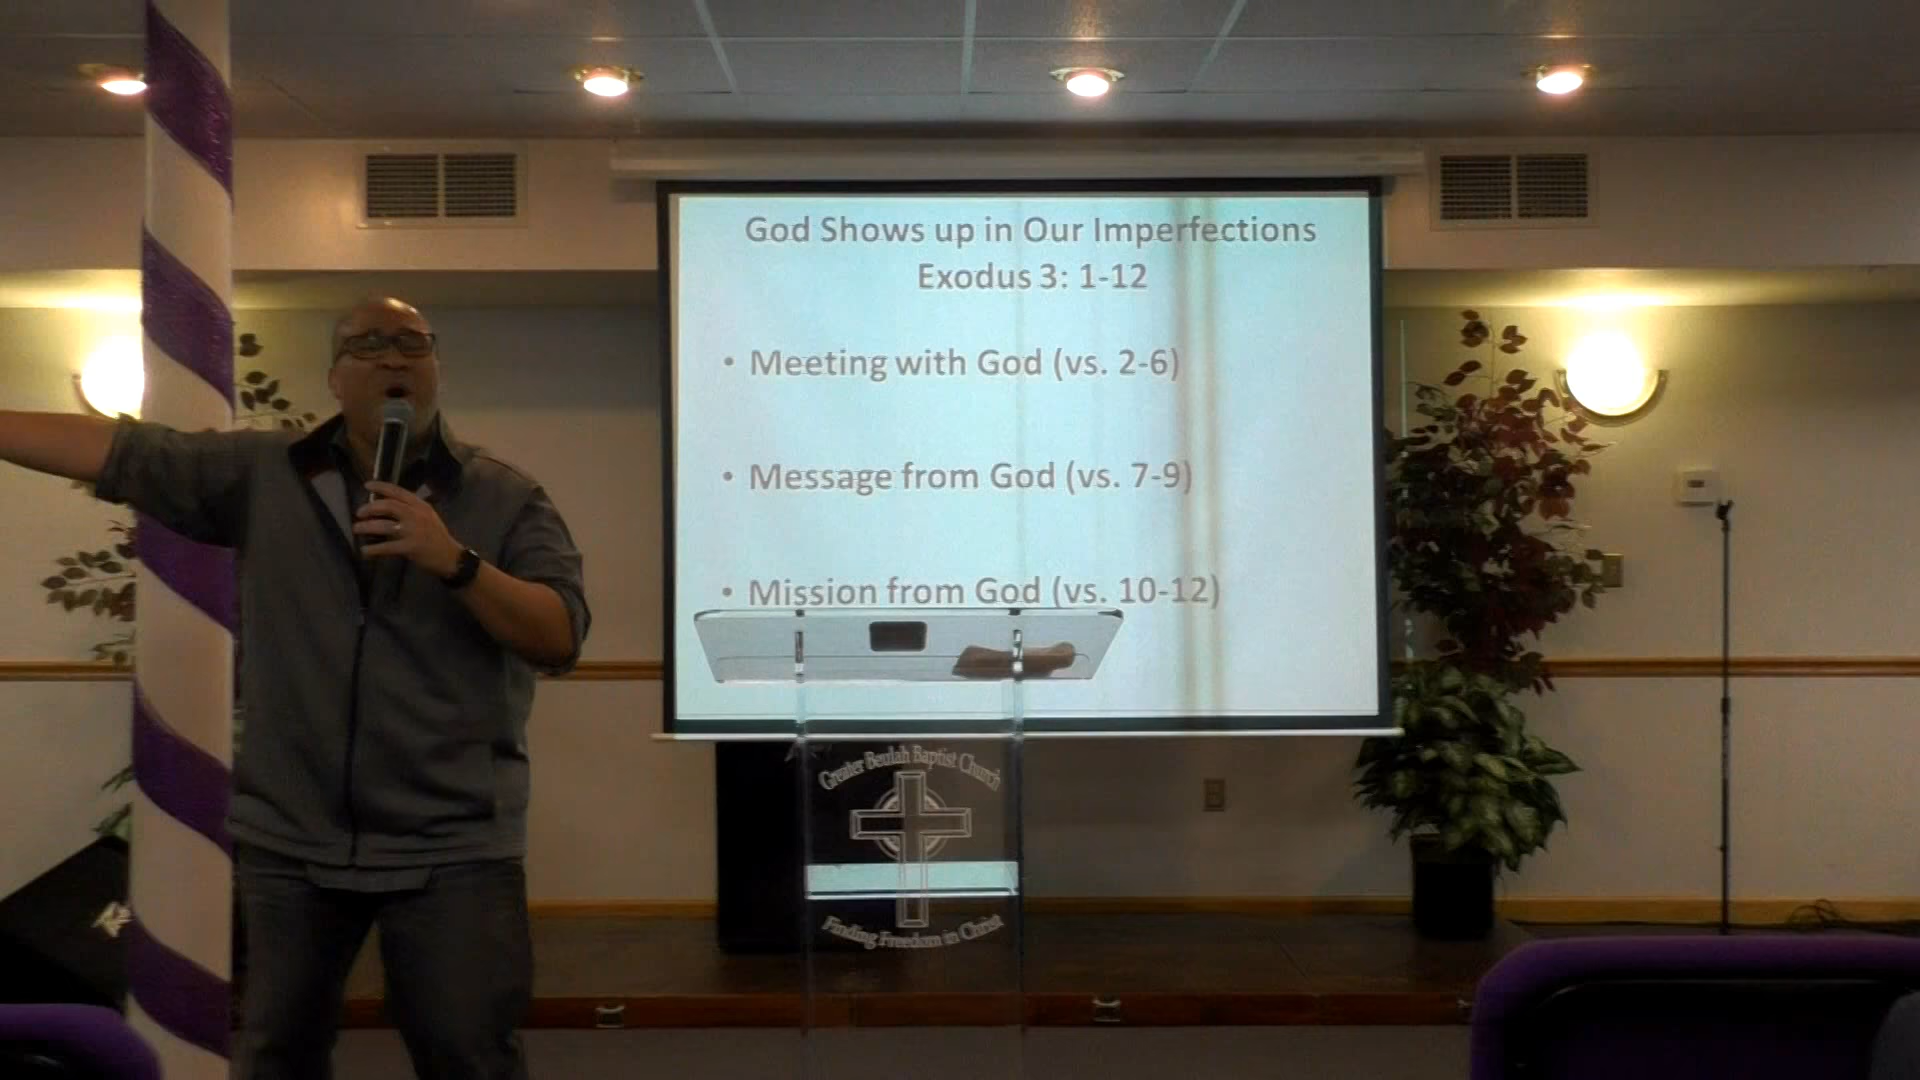 God Shows up in Our Imperfections
Exodus 3: 1-12
• Meeting with God (vs. 2-6)
• Message from God (vs. 7-9)
• Mission from God (vs. 10-12)
Greater Beulah Baptist Church
Finding Freedom in Christ